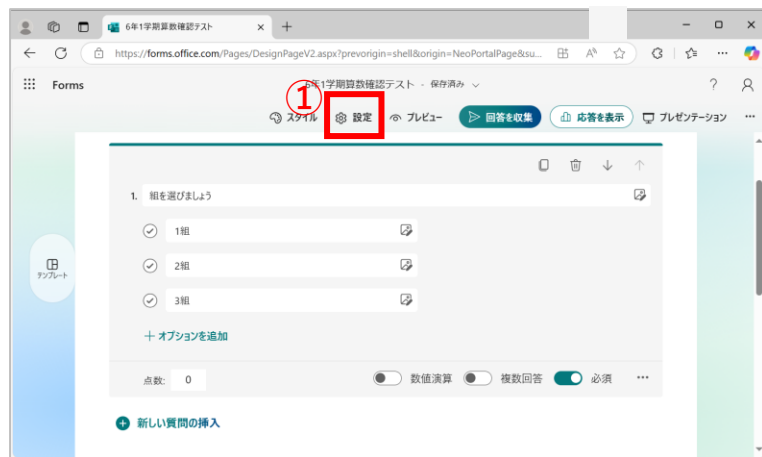 6年1学期算数確認テスト
https://forms.office.com/Pages/DesignPageV2.aspx?prevorigin=shell&origin=NeoPortalPage&su...
Forms
6年1学期算数確認テスト - 保存済み
①
スタイル 設定 プレビュー 回答を収集 応答を表示 プレゼンテーション
1. 組を選びましょう
1組
2組
テンプレート
3組
オプションを追加
点数: 0 数値演算 複数回答 必須
新しい質問の挿入